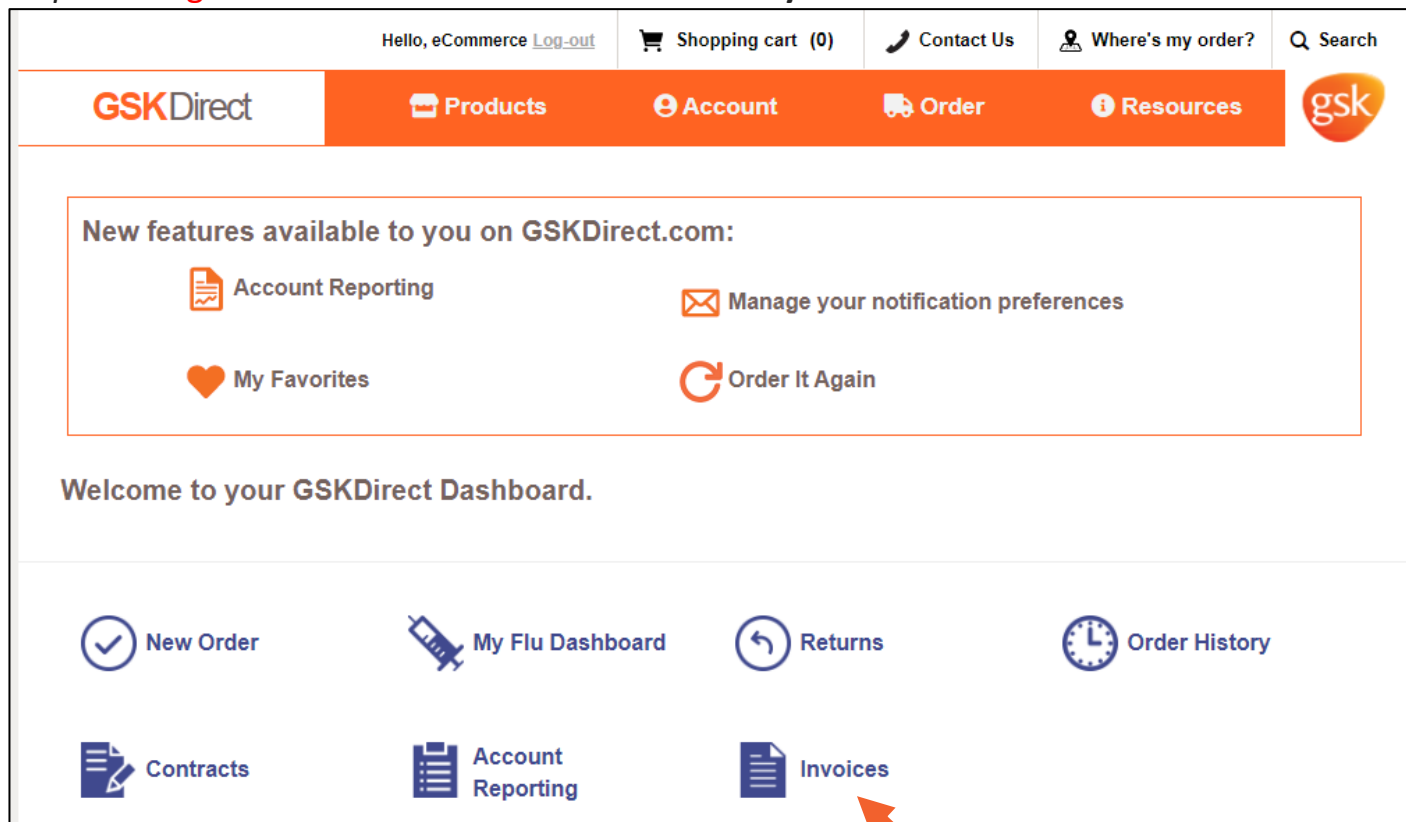 Hello, eCommerce Log-out Shopping cart (0) Contact Us Where's my order? Search
GSKDirect Products Account Order Resources gsk
New features available to you on GSKDirect.com:
Account Reporting
Manage your notification preferences
My Favorites Order It Again
Welcome to your GSKDirect Dashboard.
New Order My Flu Dashboard Returns Order History
Contracts Account Reporting Invoices